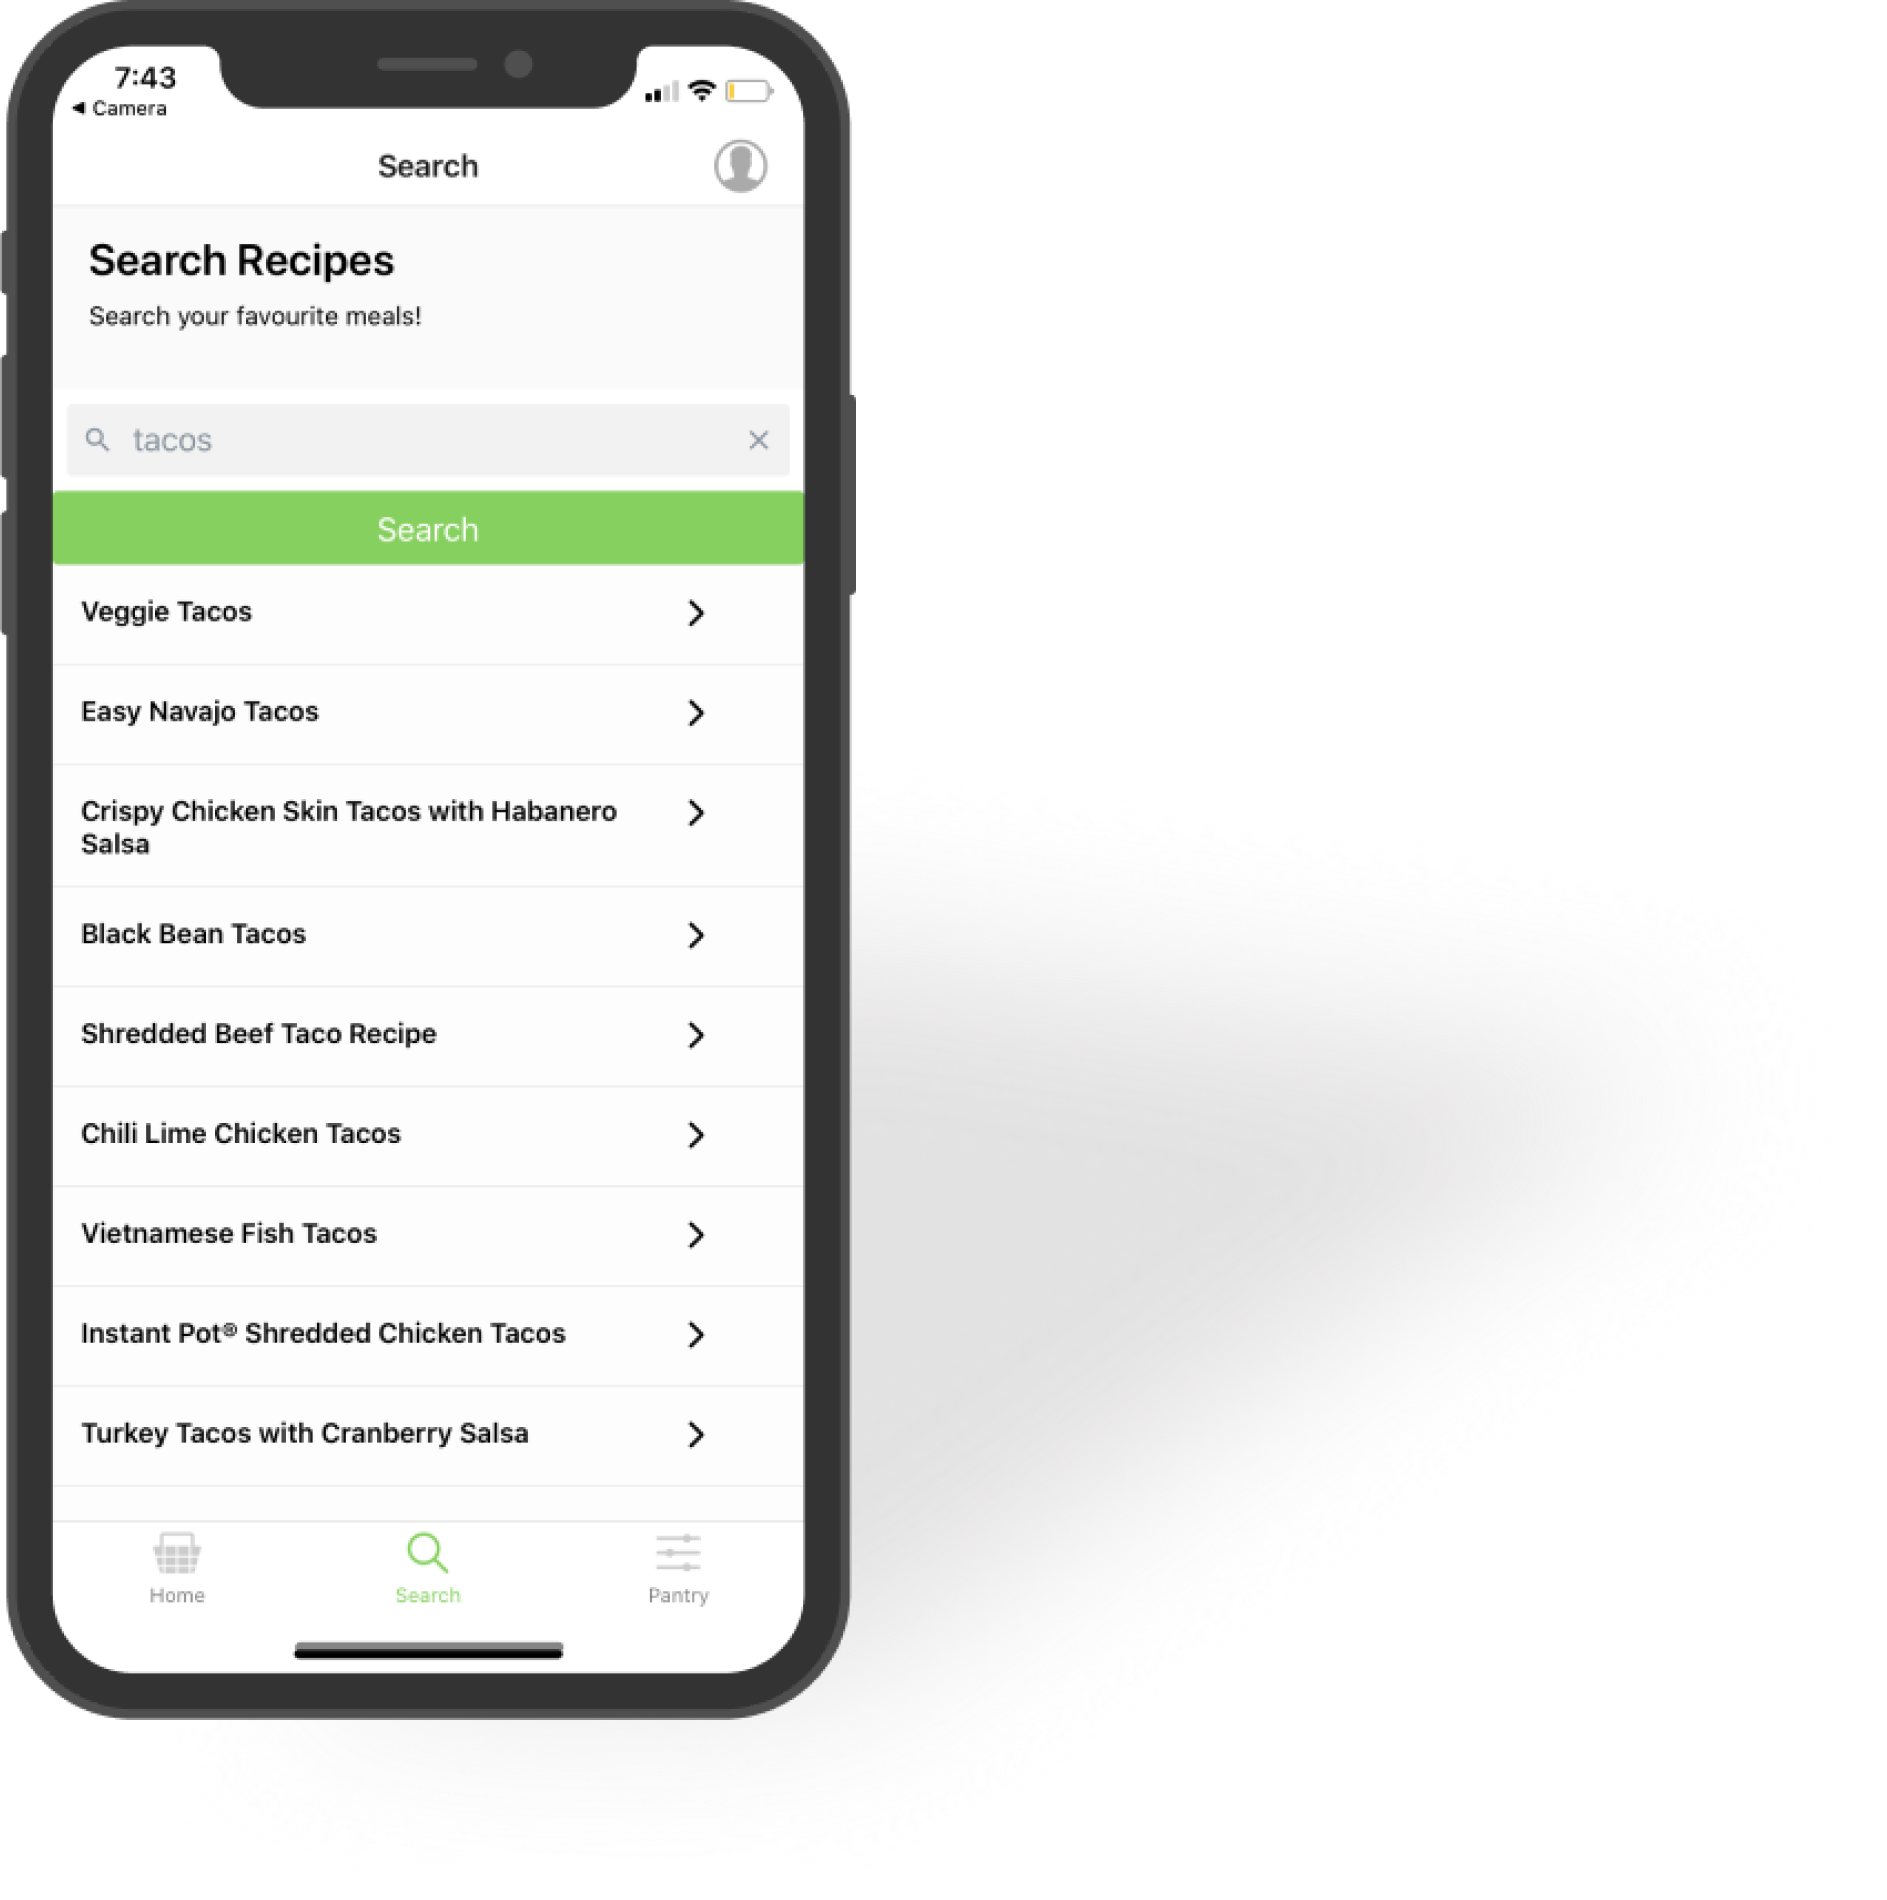 7:43
◀ Camera
Search
Search Recipes
Search your favourite meals!
tacos
Search
Veggie Tacos
Easy Navajo Tacos
Crispy Chicken Skin Tacos with Habanero
Salsa
Black Bean Tacos
Shredded Beef Taco Recipe
Chili Lime Chicken Tacos
Vietnamese Fish Tacos
Instant Pot® Shredded Chicken Tacos
Turkey Tacos with Cranberry Salsa
Home
Search
Pantry